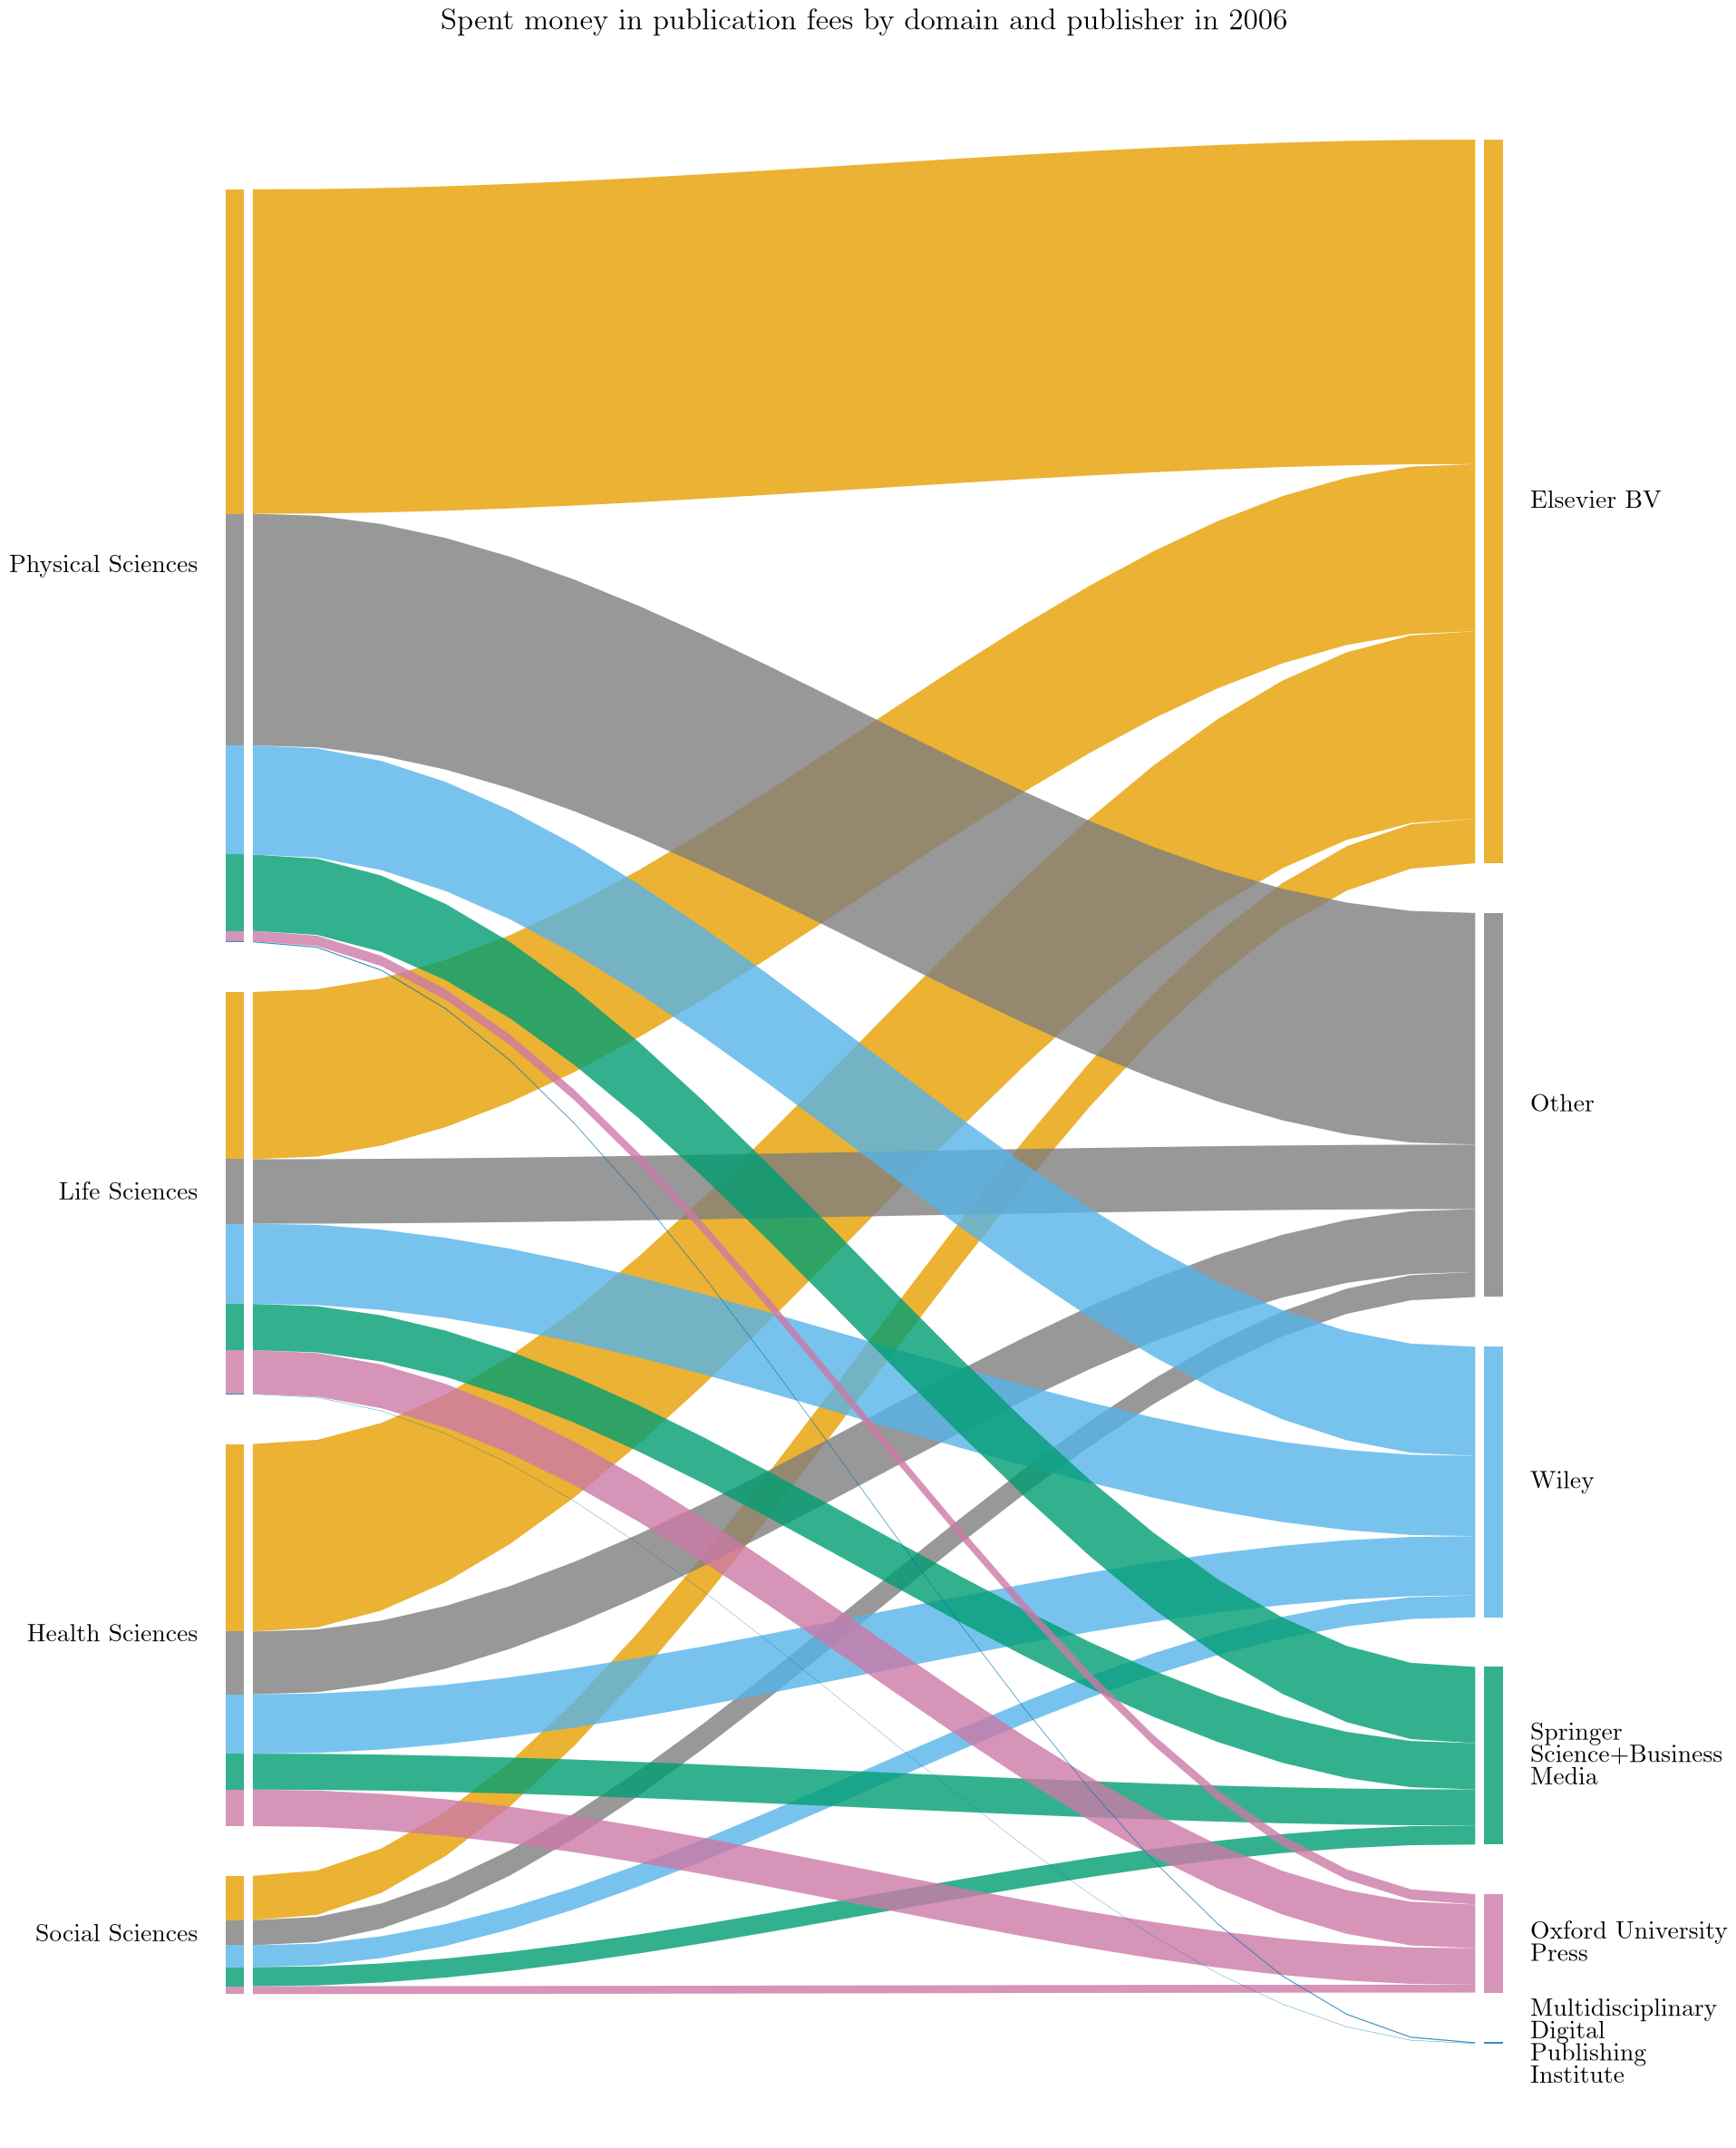 Spent money in publication fees by domain and publisher in 2006
Elsevier BV
Physical Sciences
Other
Life Sciences
Wiley
Health Sciences
Springer
Science+Business
Media
Social Sciences
Oxford University
Press
Multidisciplinary
Digital
Publishing
Institute